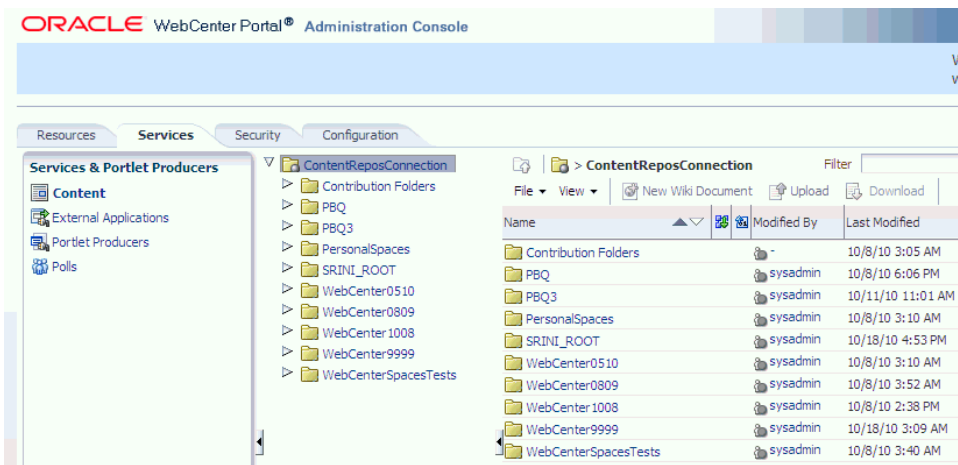 ORACLE WebCenter Portal® Administration Console
Resources Services Security Configuration
Services & Portlet Producers
Content
External Applications
Portlet Producers
Polls
ContentReposConnection
Contribution Folders
PBQ
PBQ3
PersonalSpaces
SRINI_ROOT
WebCenter0510
WebCenter0809
WebCenter1008
WebCenter9999
WebCenterSpacesTests
> ContentReposConnection Filter
File View New Wiki Document Upload Download
Name Modified By Last Modified
Contribution Folders - 10/8/10 3:05 AM
PBQ sysadmin 10/8/10 6:06 PM
PBQ3 sysadmin 10/11/10 11:01 AM
PersonalSpaces sysadmin 10/8/10 3:10 AM
SRINI_ROOT sysadmin 10/18/10 4:53 PM
WebCenter0510 sysadmin 10/8/10 3:10 AM
WebCenter0809 sysadmin 10/8/10 3:52 AM
WebCenter1008 sysadmin 10/8/10 2:38 PM
WebCenter9999 sysadmin 10/18/10 3:09 AM
WebCenterSpacesTests sysadmin 10/8/10 3:40 AM